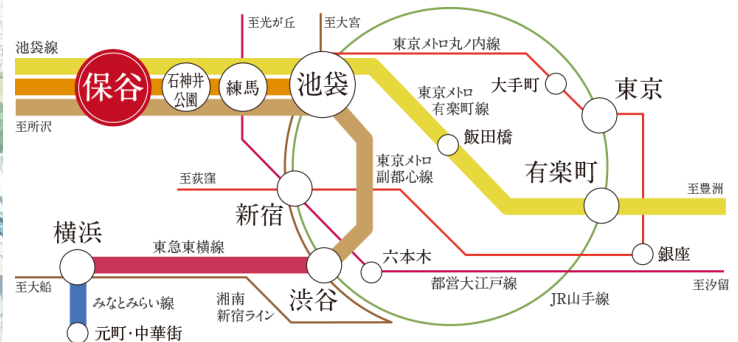 至光が丘
至大宮
池袋線
東京メトロ丸ノ内線
保谷
石神井
公園
練馬
池袋
大手町
東京
東京メトロ
有楽町線
至所沢
飯田橋
東京メトロ
副都心線
有楽町
至荻窪
至豊洲
新宿
横浜
東急東横線
六本木
銀座
至大船
渋谷
都営大江戸線
至汐留
みなとみらい線
湘南
新宿ライン
JR山手線
元町・中華街